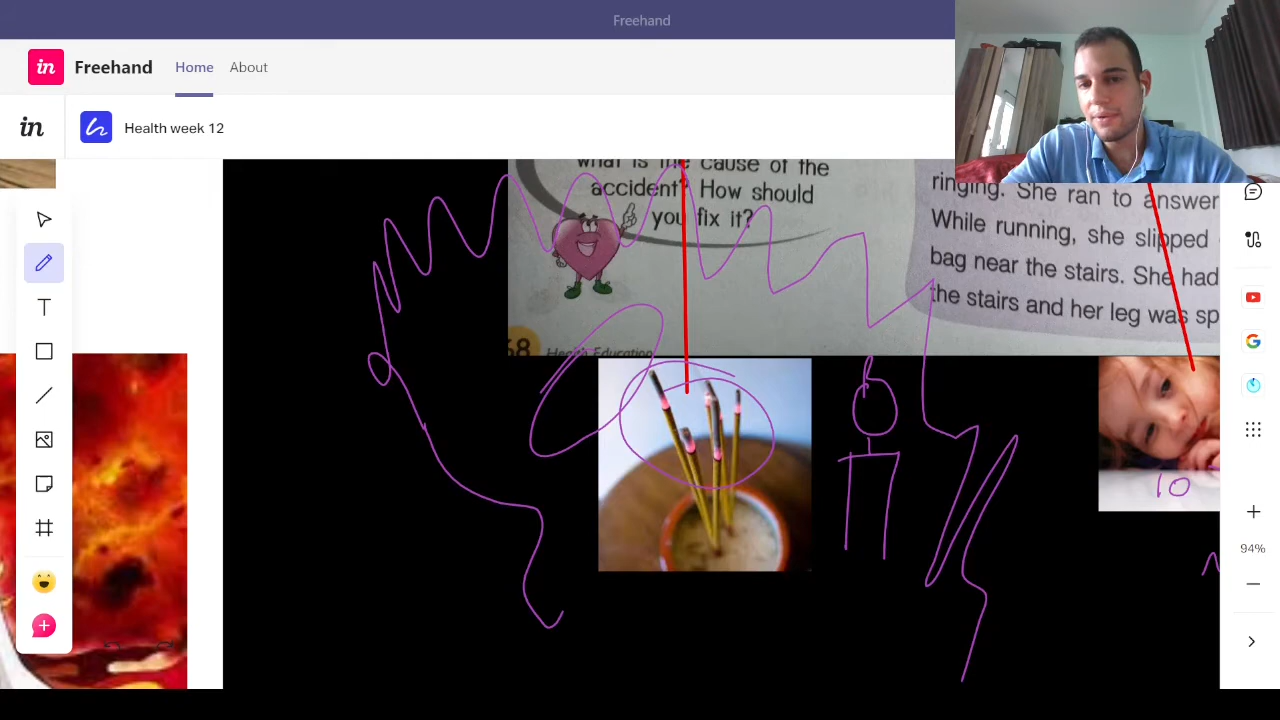 Freehand
in Freehand Home About
in Health week 12
what is the cause of the
accident? How should
you fix it?
ringing. She ran to answer
While running, she slipped
bag near the stairs. She had
the stairs and her leg was sp
68 Health Education
10
T
94%